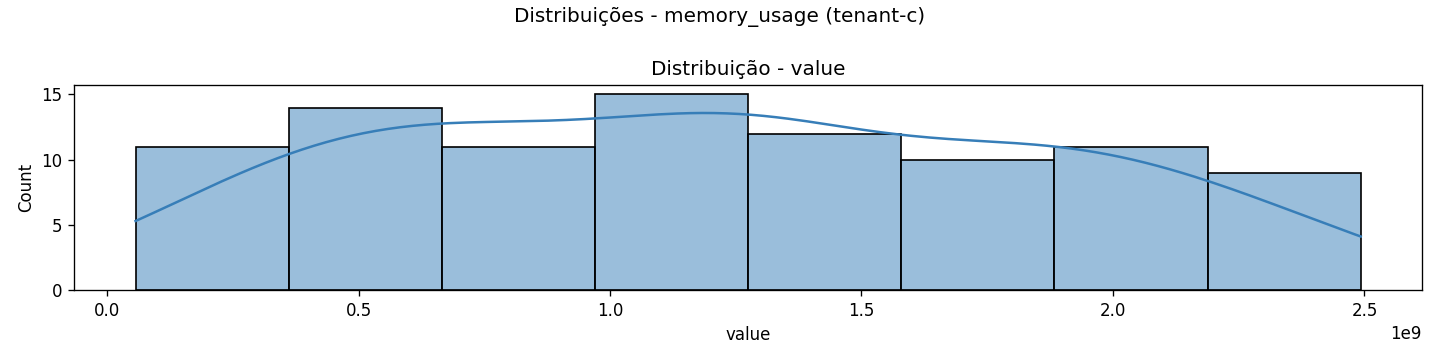 Distribuições - memory_usage (tenant-c)
Distribuição - value
15
10
5
0
Count
0.0 0.5 1.0 1.5 2.0 2.5
1e9
value